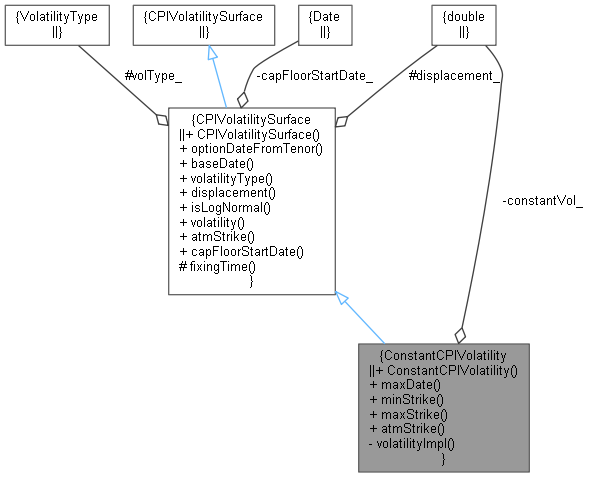 {VolatilityType
||}
{CPIVolatilitySurface
||}
{Date
||}
{double
||}
#volType_
-capFloorStartDate_
#displacement_
{CPIVolatilitySurface
||+ CPIVolatilitySurface()
+ optionDateFromTenor()
+ baseDate()
+ volatilityType()
+ displacement()
+ isLogNormal()
+ volatility()
+ atmStrike()
+ capFloorStartDate()
# fixingTime()
}
-constantVol_
{ConstantCPIVolatility
||+ ConstantCPIVolatility()
+ maxDate()
+ minStrike()
+ maxStrike()
+ atmStrike()
- volatilityImpl()
}